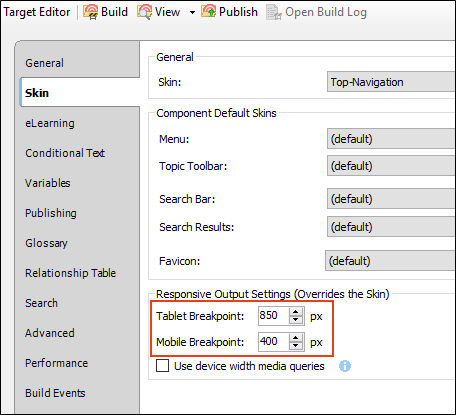 Target Editor Build View Publish Open Build Log
General
Skin
eLearning
Conditional Text
Variables
Publishing
Glossary
Relationship Table
Search
Advanced
Performance
Build Events
General
Skin: Top-Navigation
Component Default Skins
Menu: (default)
Topic Toolbar: (default)
Search Bar: (default)
Search Results: (default)
Favicon: (default)
Responsive Output Settings (Overrides the Skin)
Tablet Breakpoint: 850 px
Mobile Breakpoint: 400 px
Use device width media queries